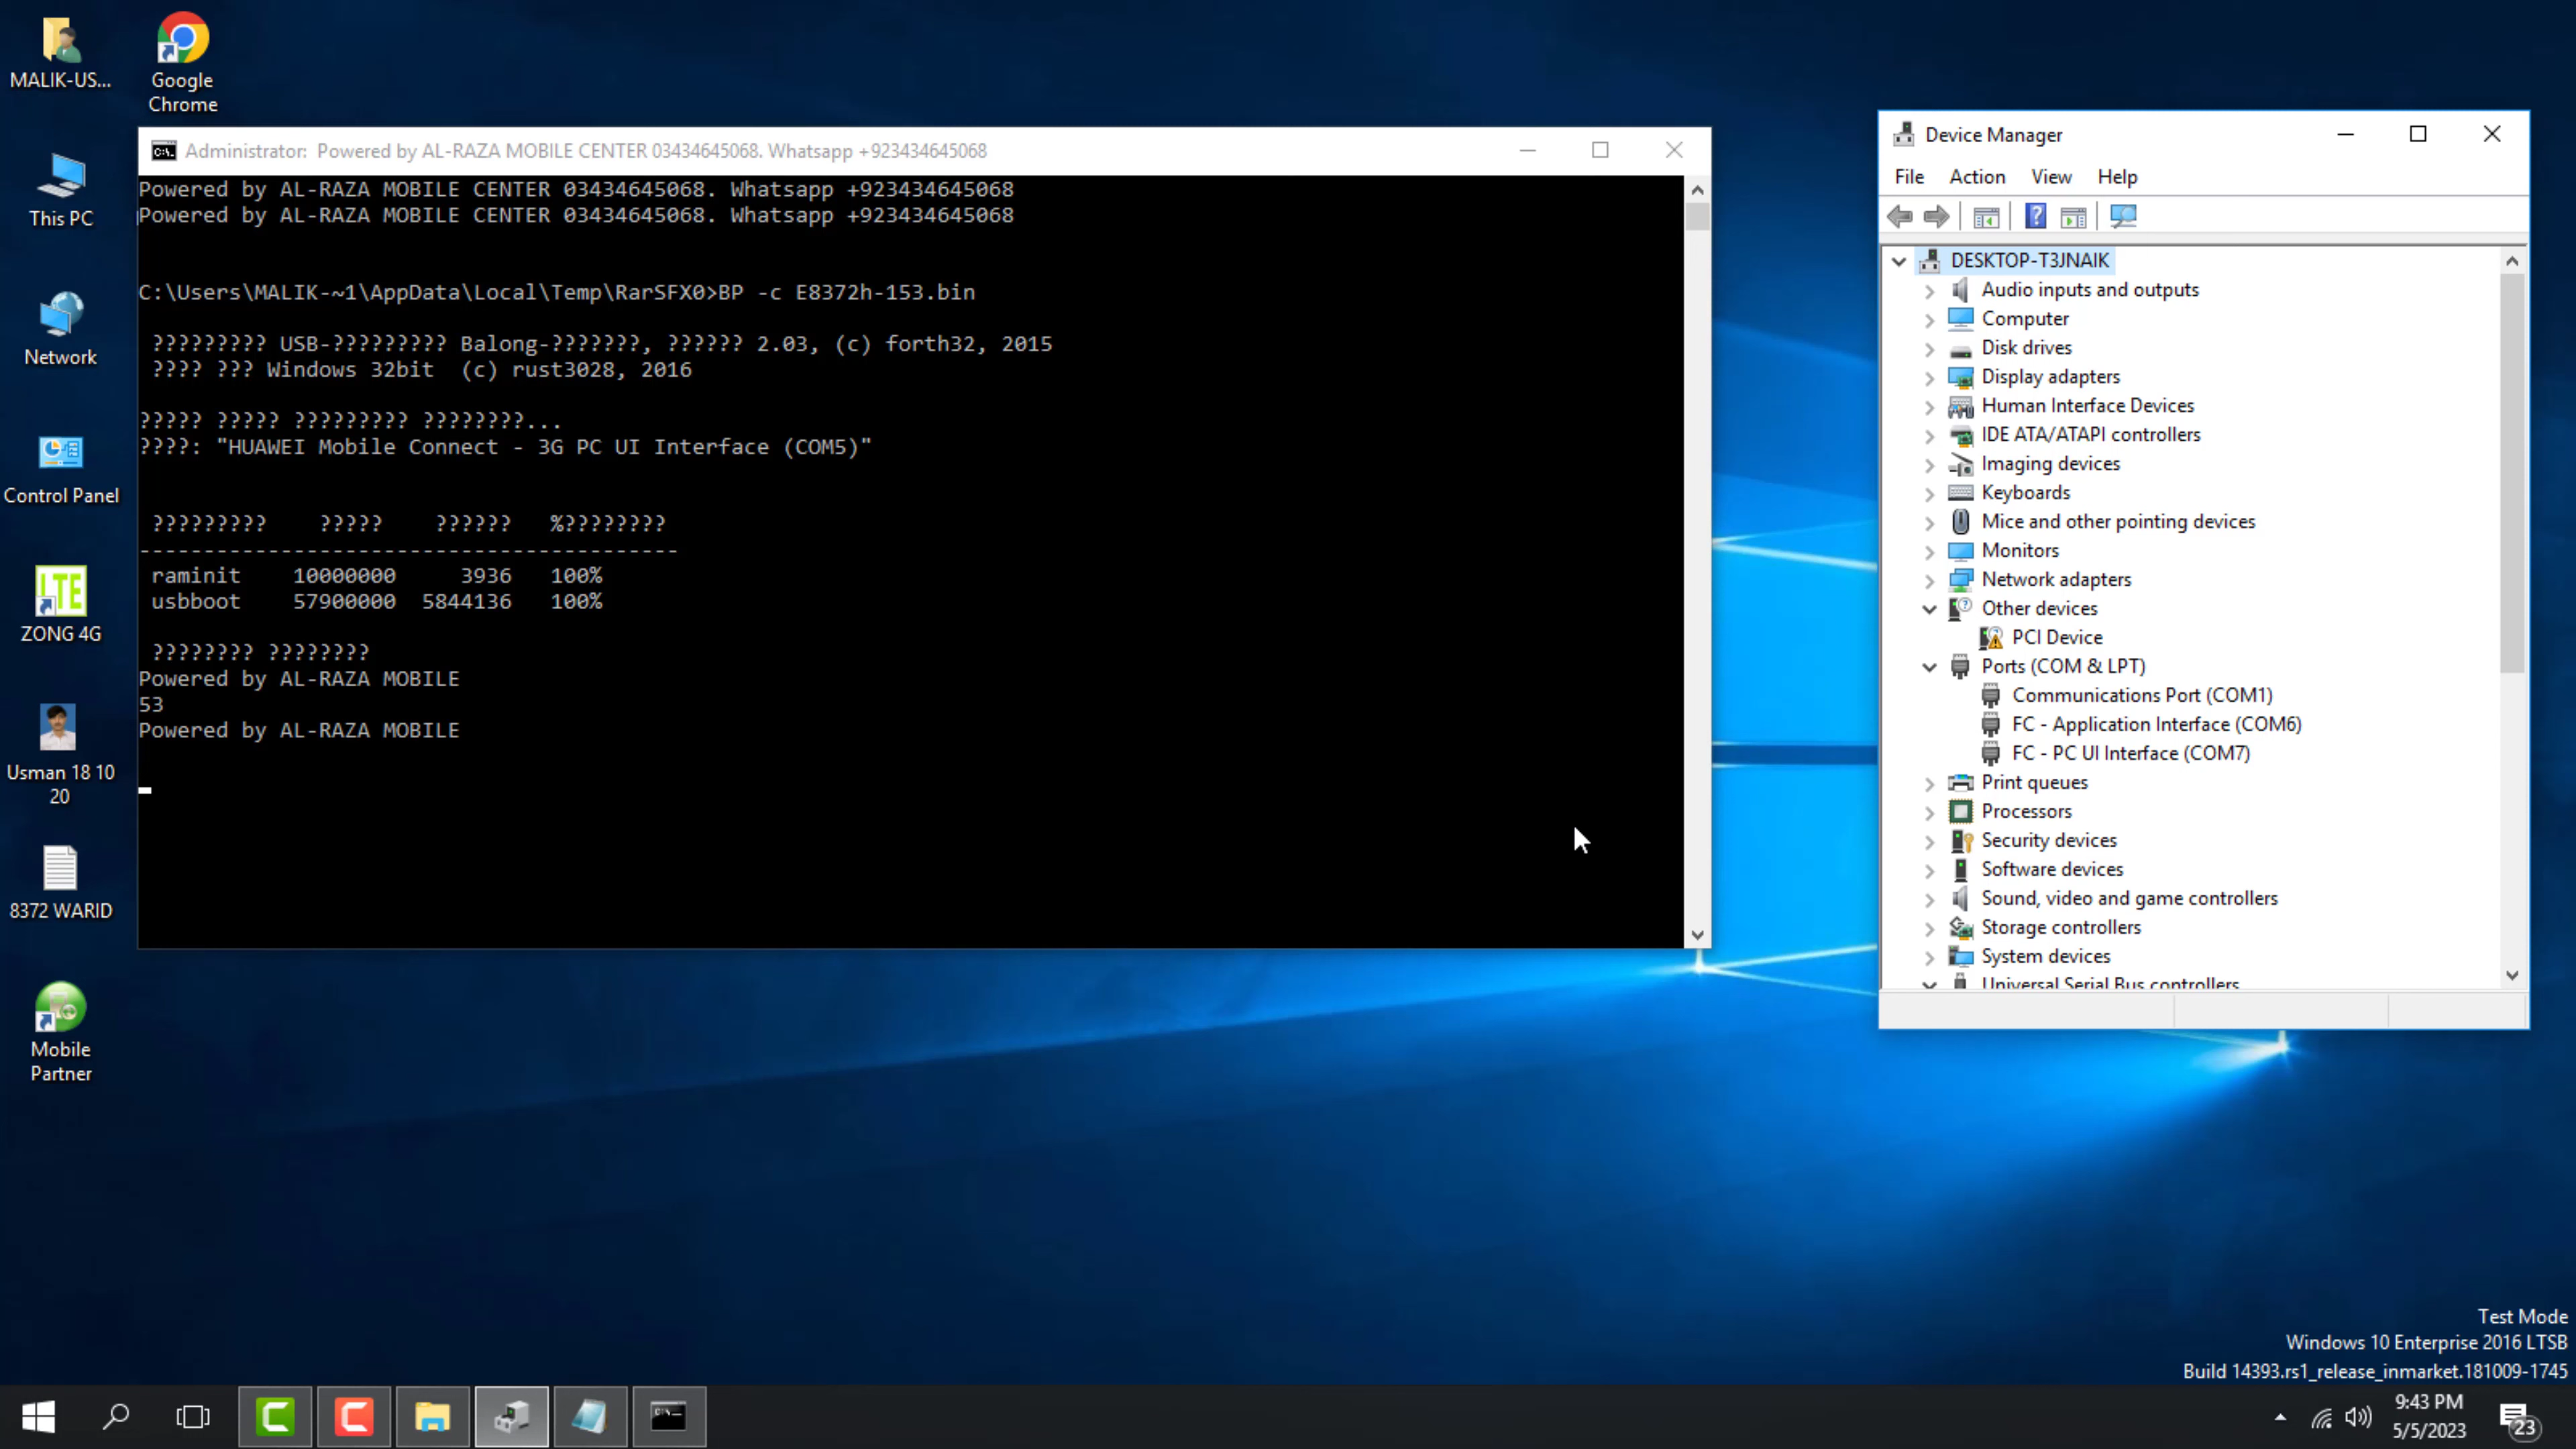 MALIK-US...
Google
Chrome
This PC
Network
Control Panel
LTE
ZONG 4G
Usman 18 10
20
8372 WARID
Mobile
Partner
Administrator:  Powered by AL-RAZA MOBILE CENTER 03434645068. Whatsapp +923434645068
Powered by AL-RAZA MOBILE CENTER 03434645068. Whatsapp +923434645068
Powered by AL-RAZA MOBILE CENTER 03434645068. Whatsapp +923434645068
C:\Users\MALIK-~1\AppData\Local\Temp\RarSFX0>BP -c E8372h-153.bin
????????? USB-????????? Balong-???????, ?????? 2.03, (c) forth32, 2015
???? ??? Windows 32bit  (c) rust3028, 2016
????? ????? ????????? ????????...
????: "HUAWEI Mobile Connect - 3G PC UI Interface (COM5)"
?????????    ?????    ??????   %????????
------------------------------------------
raminit    10000000     3936   100%
usbboot    57900000  5844136   100%
???????? ????????
Powered by AL-RAZA MOBILE
53
Powered by AL-RAZA MOBILE
Device Manager
File Action View Help
DESKTOP-T3JNAIK
Audio inputs and outputs
Computer
Disk drives
Display adapters
Human Interface Devices
IDE ATA/ATAPI controllers
Imaging devices
Keyboards
Mice and other pointing devices
Monitors
Network adapters
Other devices
PCI Device
Ports (COM & LPT)
Communications Port (COM1)
FC - Application Interface (COM6)
FC - PC UI Interface (COM7)
Print queues
Processors
Security devices
Software devices
Sound, video and game controllers
Storage controllers
System devices
Universal Serial Bus controllers
Test Mode
Windows 10 Enterprise 2016 LTSB
Build 14393.rs1_release_inmarket.181009-1745
9:43 PM
5/5/2023
23